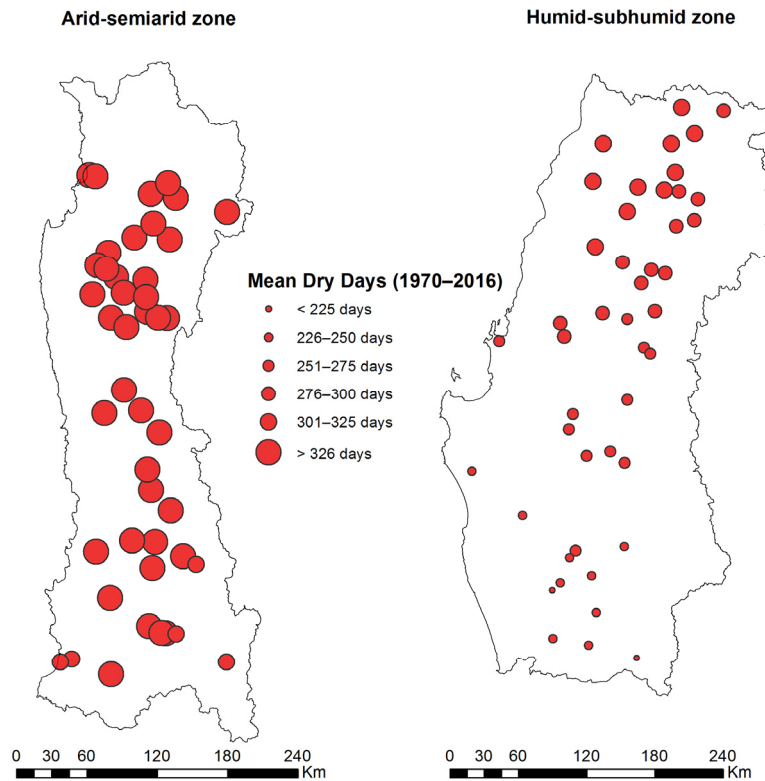 Arid-semiarid zone
Humid-subhumid zone
Mean Dry Days (1970–2016)
< 225 days
226–250 days
251–275 days
276–300 days
301–325 days
> 326 days
0 30 60 120 180 240
Km
0 30 60 120 180 240
Km